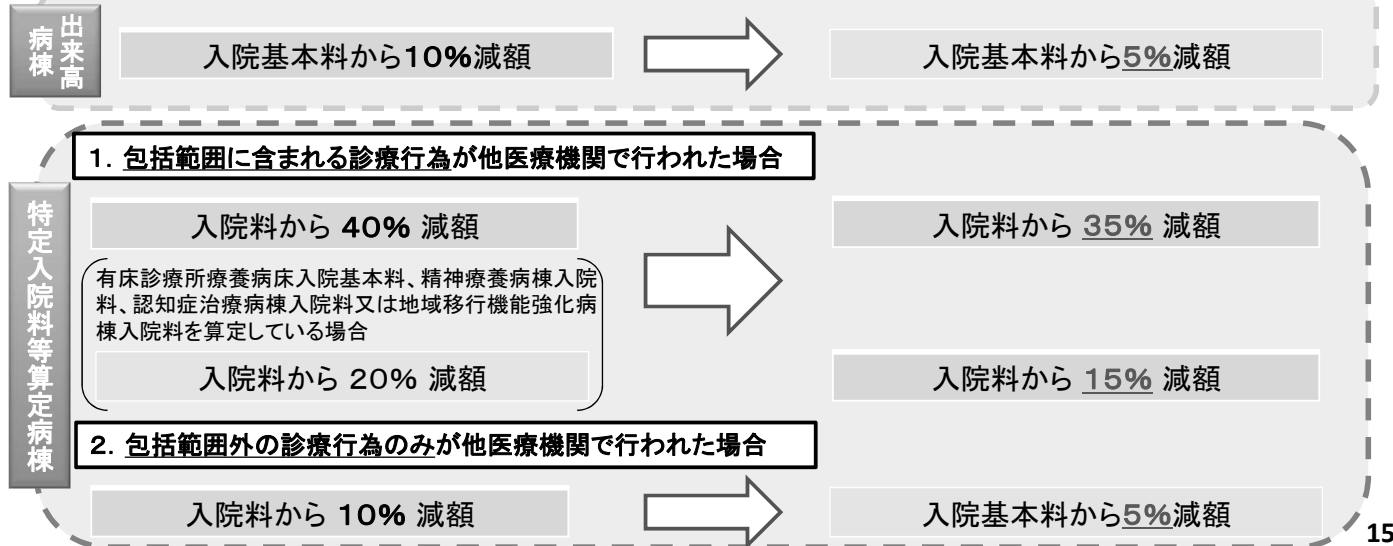 出来高
病棟
入院基本料から10%減額
入院基本料から5%減額
特定入院料等算定病棟
1. 包括範囲に含まれる診療行為が他医療機関で行われた場合
入院料から 40% 減額
入院料から 35% 減額
有床診療所療養病床入院基本料、精神療養病棟入院
料、認知症治療病棟入院料又は地域移行機能強化病
棟入院料を算定している場合
入院料から 20% 減額
入院料から 15% 減額
2. 包括範囲外の診療行為のみが他医療機関で行われた場合
入院料から 10% 減額
入院基本料から5%減額
15